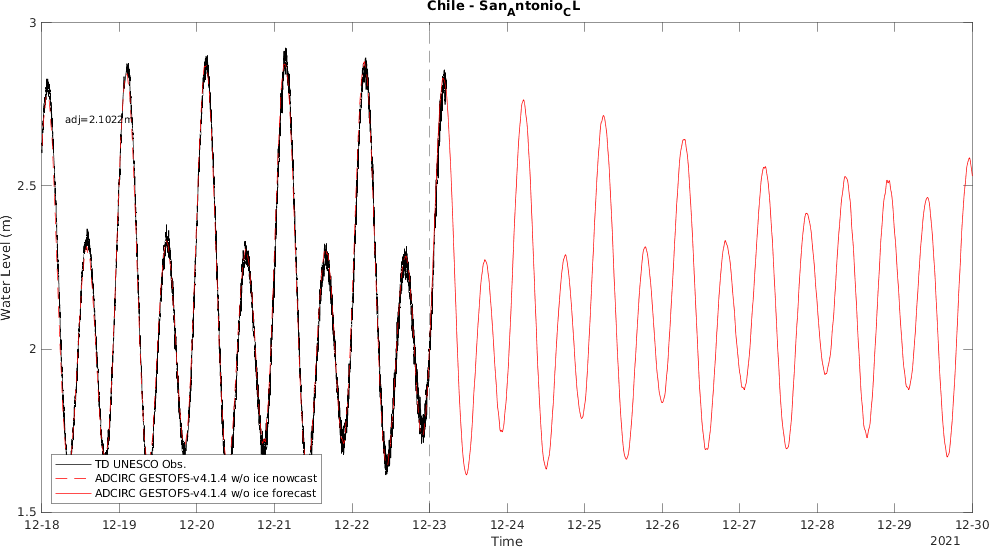 Chile - San_Antonio_CL
adj=2.1022m
3
2.5
2
1.5
Water Level (m)
TD UNESCO Obs.
ADCIRC GESTOFS-v4.1.4 w/o ice nowcast
ADCIRC GESTOFS-v4.1.4 w/o ice forecast
12-18 12-19 12-20 12-21 12-22 12-23 12-24 12-25 12-26 12-27 12-28 12-29 12-30
Time
2021